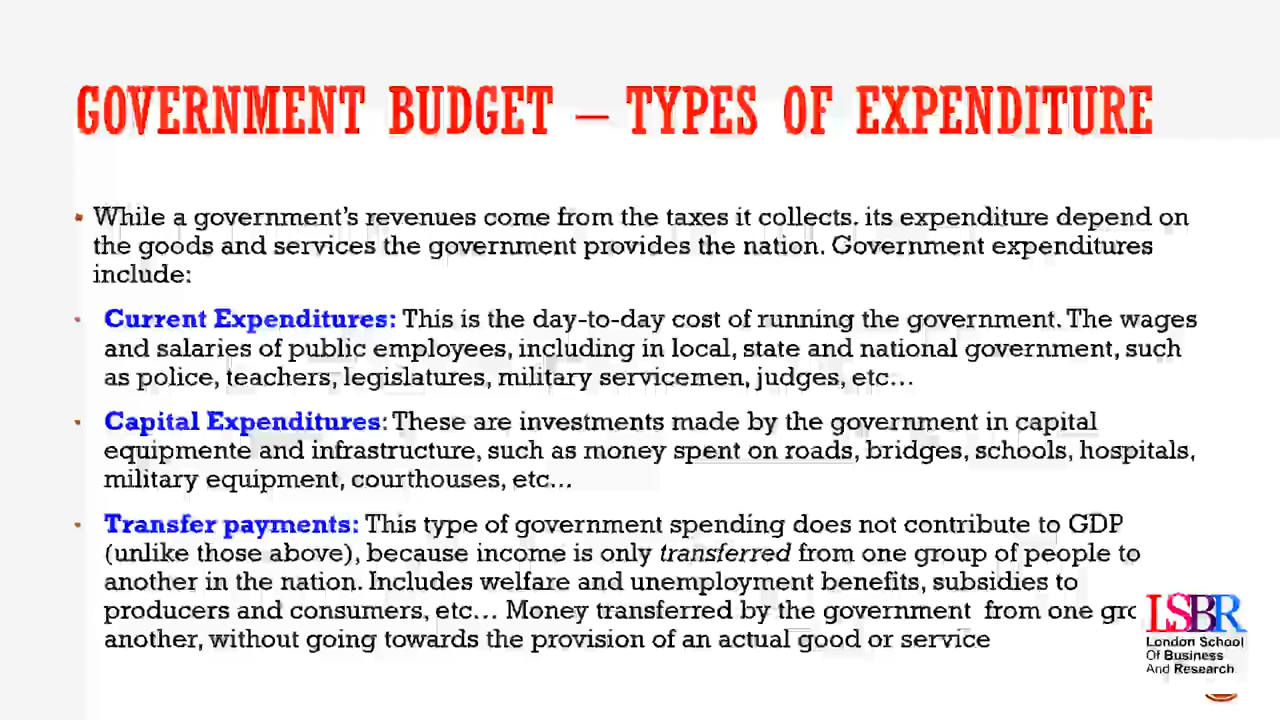 GOVERNMENT BUDGET – TYPES OF EXPENDITURE
• While a government's revenues come from the taxes it collects. its expenditure depend on
the goods and services the government provides the nation. Government expenditures
include:
• Current Expenditures: This is the day-to-day cost of running the government. The wages
and salaries of public employees, including in local, state and national government, such
as police, teachers, legislatures, military servicemen, judges, etc…
• Capital Expenditures: These are investments made by the government in capital
equipmente and infrastructure, such as money spent on roads, bridges, schools, hospitals,
military equipment, courthouses, etc…
• Transfer payments: This type of government spending does not contribute to GDP
(unlike those above), because income is only transferred from one group of people to
another in the nation. Includes welfare and unemployment benefits, subsidies to
producers and consumers, etc… Money transferred by the government from one
another, without going towards the provision of an actual good or service
LSBR
London School
Of Business
And Research